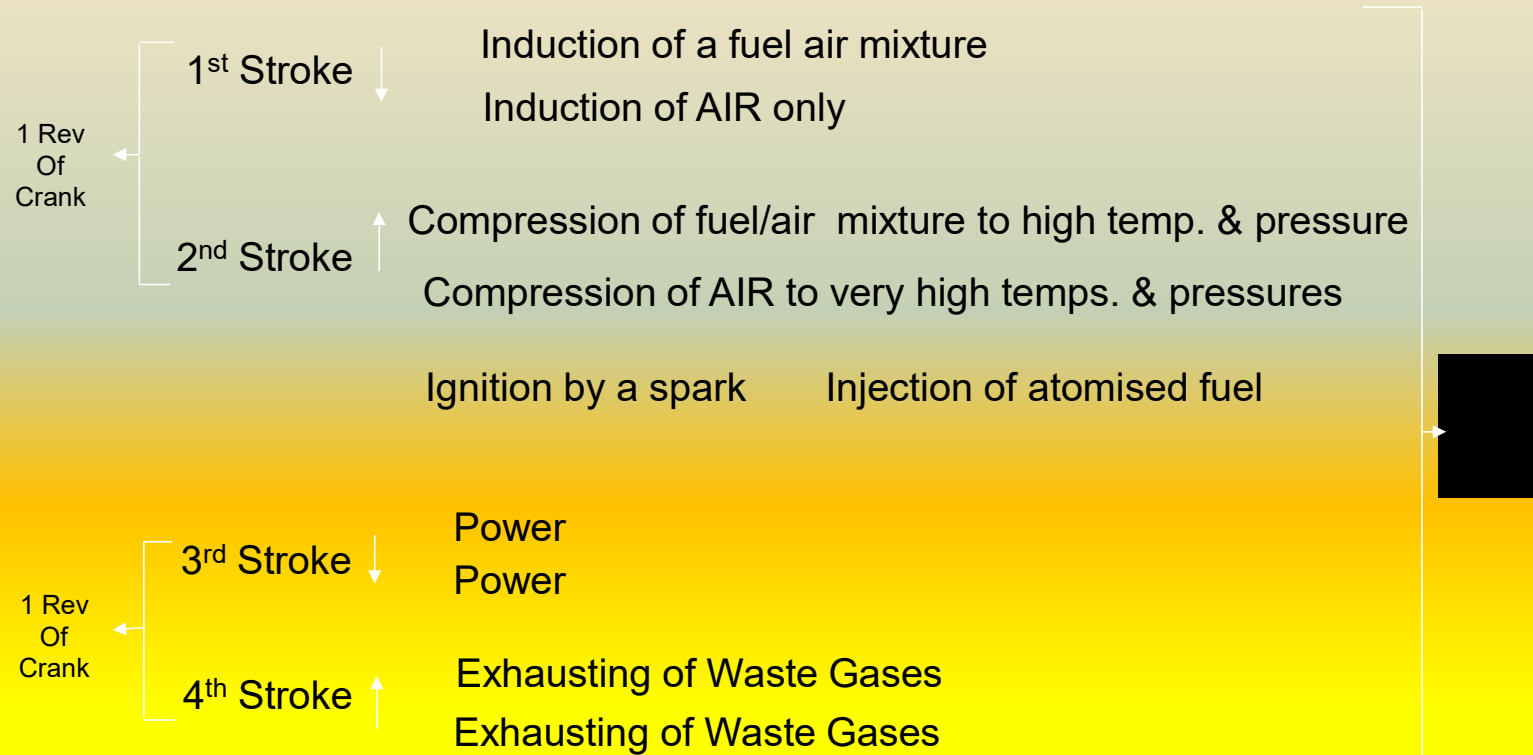 Induction of a fuel air mixture
1st Stroke
Induction of AIR only
1 Rev
Of
Crank
Compression of fuel/air mixture to high temp. & pressure
2nd Stroke
Compression of AIR to very high temps. & pressures
Ignition by a spark Injection of atomised fuel
Power
3rd Stroke
Power
1 Rev
Of
Crank
Exhausting of Waste Gases
4th Stroke
Exhausting of Waste Gases